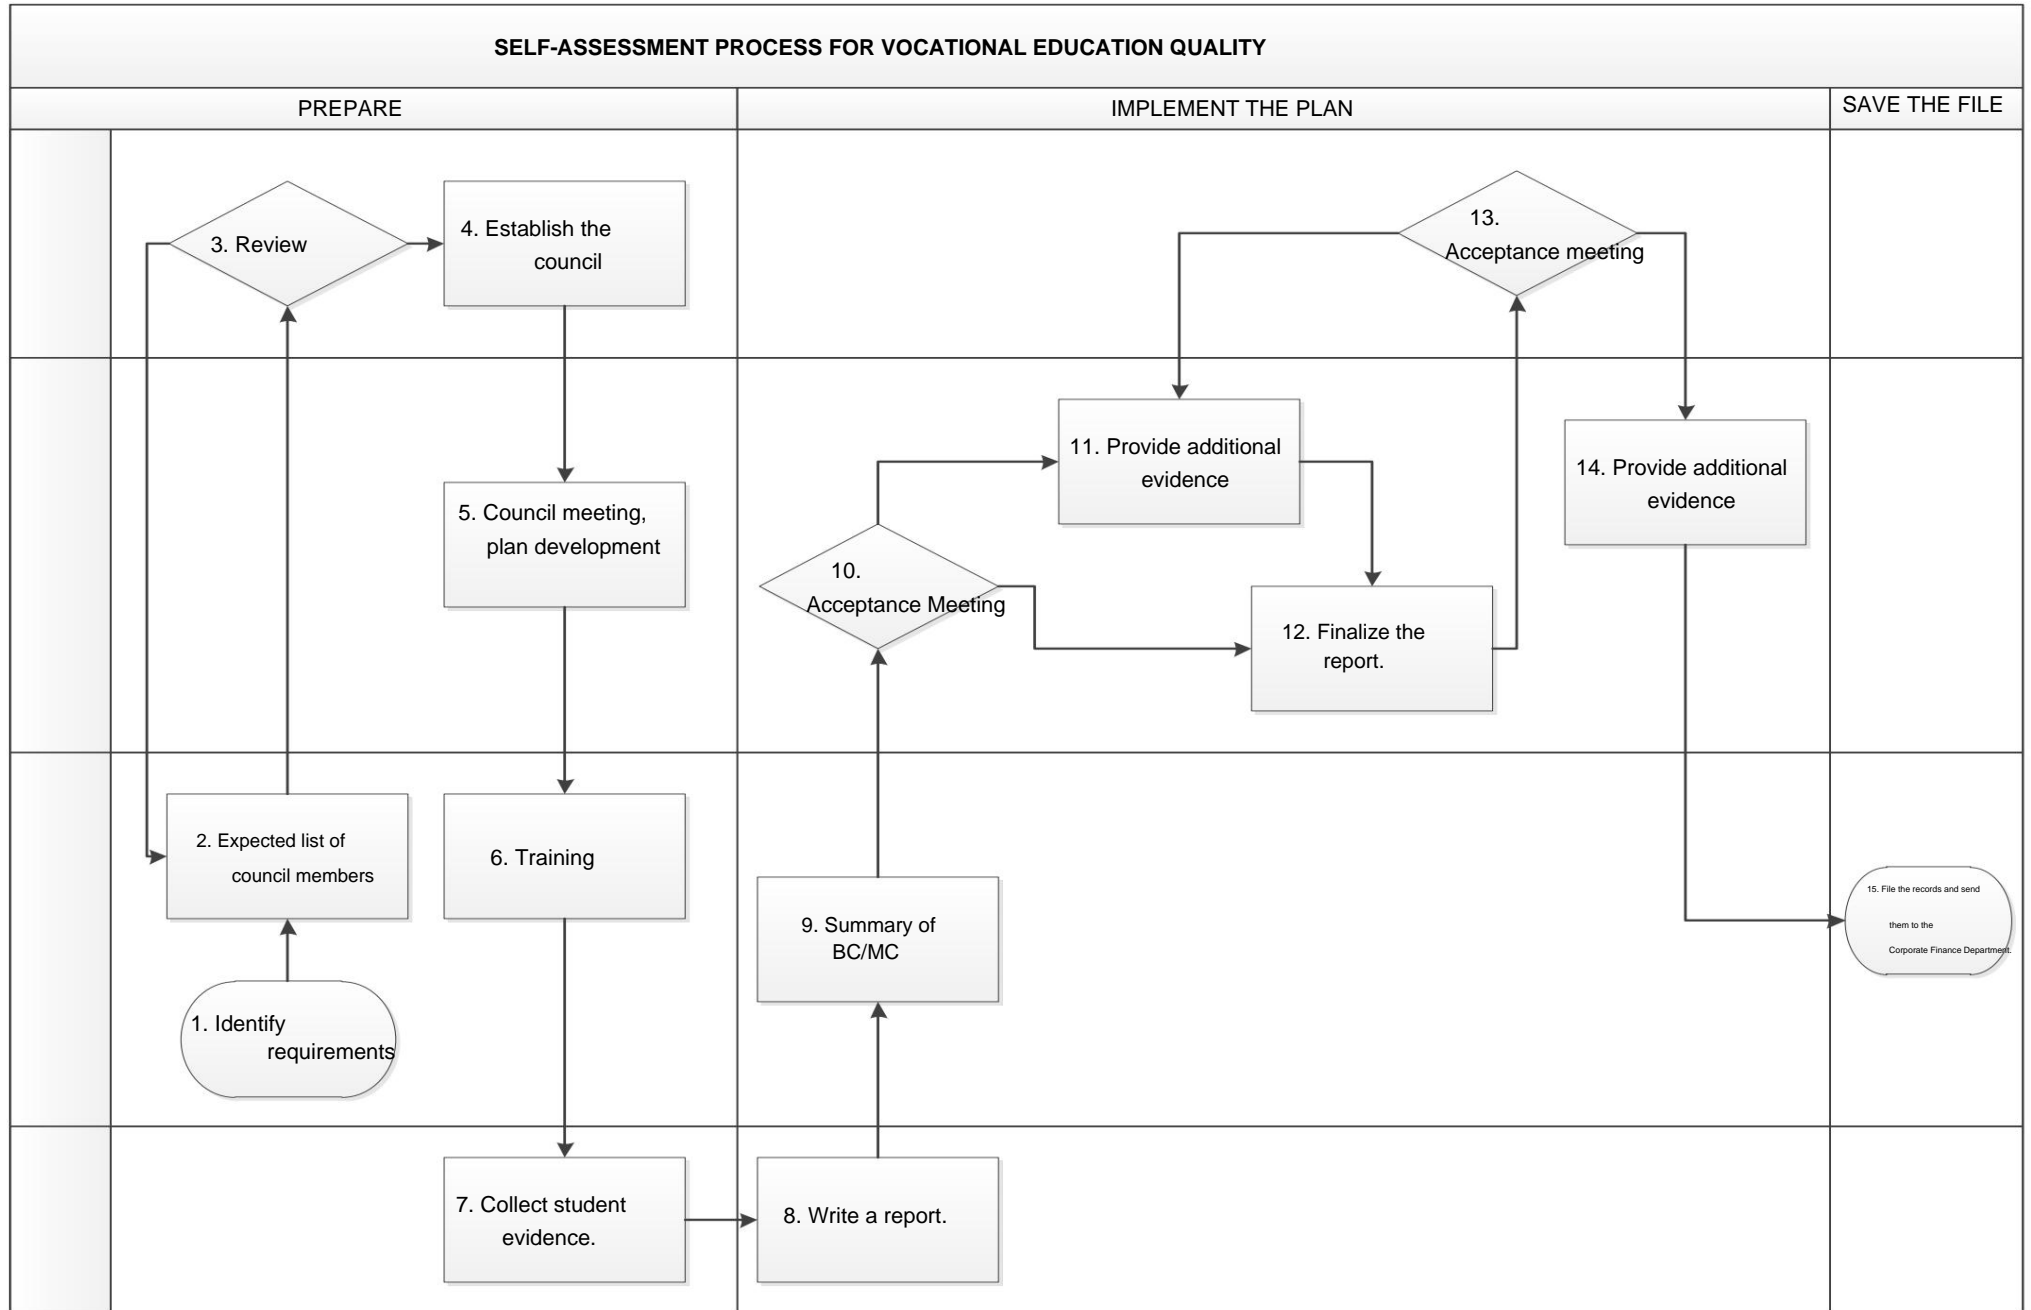 SELF-ASSESSMENT PROCESS FOR VOCATIONAL EDUCATION QUALITY
PREPARE
IMPLEMENT THE PLAN
SAVE THE FILE
3. Review
4. Establish the
council
13.
Acceptance meeting
5. Council meeting,
plan development
11. Provide additional
evidence
14. Provide additional
evidence
10.
Acceptance Meeting
12. Finalize the
report.
2. Expected list of
council members
6. Training
9. Summary of
BC/MC
15. File the records and send
them to the
Corporate Finance Department.
1. Identify
requirements
7. Collect student
evidence.
8. Write a report.